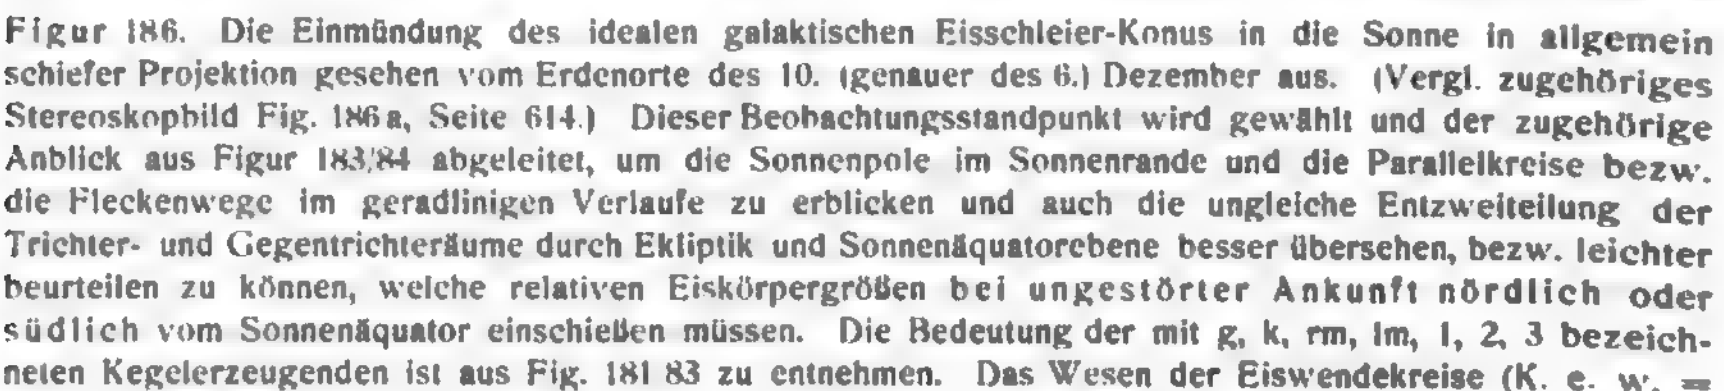 Figur 186. Die Einmündung des idealen galaktischen Eisschleier-Konus in die Sonne in allgemein
schiefer Projektion gesehen vom Erdenorte des 10. (genauer des 6.) Dezember aus. (Vergl. zugehöriges
Stereoskopbild Fig. 186 a, Seite 614.) Dieser Beobachtungsstandpunkt wird gewählt und der zugehörige
Anblick aus Figur 183/84 abgeleitet, um die Sonnenpole im Sonnenrande und die Parallelkreise bezw.
die Fleckenwege im geradlinigen Verlaufe zu erblicken und auch die ungleiche Entzweiteilung der
Trichter- und Gegentrichterräume durch Ekliptik und Sonnenäquatorebene besser übersehen, bezw. leichter
beurteilen zu können, welche relativen Eiskörpergrößen bei ungestörter Ankunft nördlich oder
südlich vom Sonnenäquator einschießen müssen. Die Bedeutung der mit g, k, rm, lm, 1, 2, 3 bezeich-
neten Kegelerzeugenden ist aus Fig. 181 83 zu entnehmen. Das Wesen der Eiswendekreise (K. e. w. =